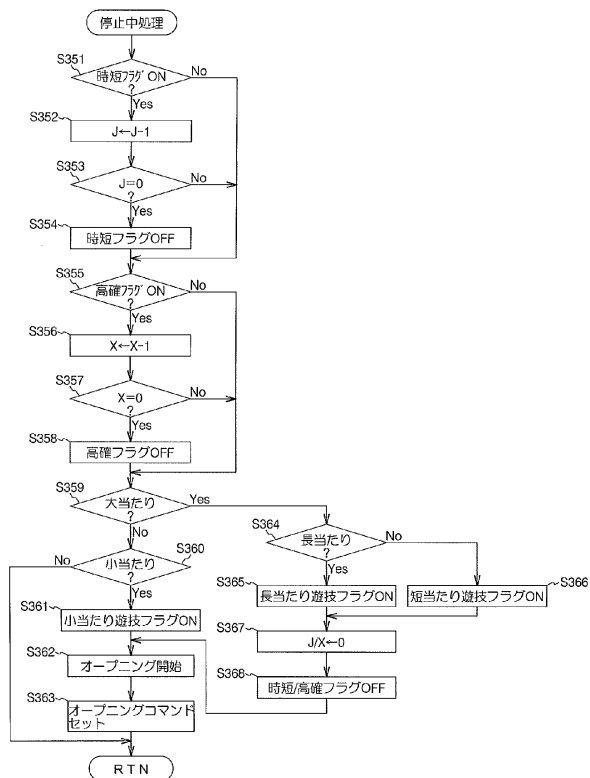 停止中処理
S351
時短ﾌﾗｸﾞON
?
No
Yes
S352
J←J-1
S353
J=0
?
No
Yes
S354
時短フラグOFF
S355
高確ﾌﾗｸﾞON
?
No
Yes
S356
X←X-1
S357
X=0
?
No
Yes
S358
高確フラグOFF
S359
大当たり
?
Yes
No
S360
小当たり
?
No
Yes
S361
小当たり遊技フラグON
S362
オープニング開始
S363
オープニングコマンド
セット
S364
長当たり
?
No
Yes
S365
長当たり遊技フラグON
短当たり遊技フラグON
S366
S367
J/X←0
S368
時短/高確フラグOFF
RTN